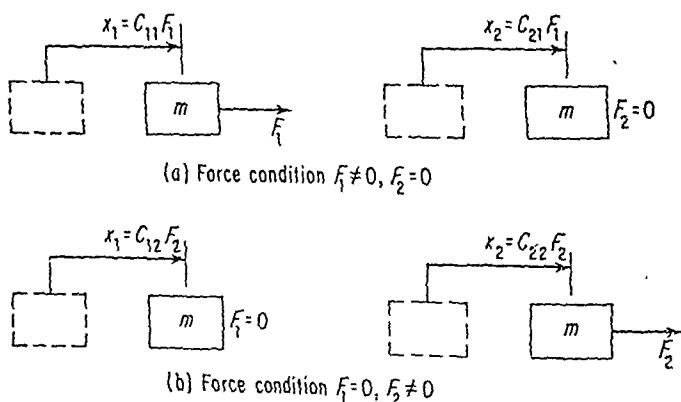 x₁ = C₁₁F₁ x₂ = C₂₁F₁
m m F₂ = 0
F₁
(a) Force condition F₁ ≠ 0, F₂ = 0
x₁ = C₁₂F₂ x₂ = C₂₂F₂
m F₁ = 0 m
F₂
(b) Force condition F₁ = 0, F₂ ≠ 0